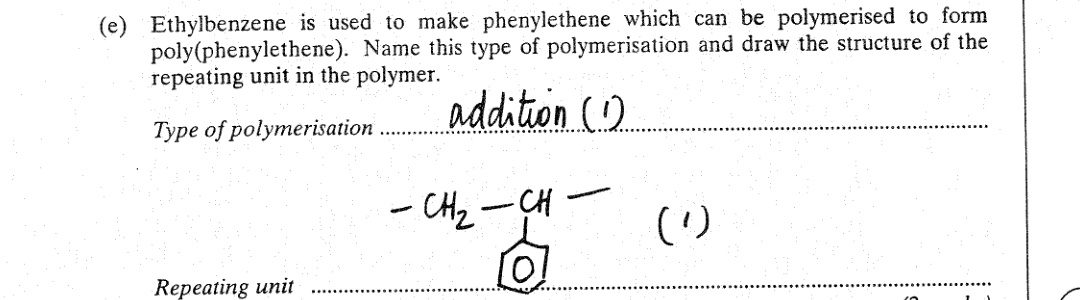 (e) Ethylbenzene is used to make phenylethene which can be polymerised to form
poly(phenylethene). Name this type of polymerisation and draw the structure of the
repeating unit in the polymer.
Type of polymerisation addition (1)
- CH₂ - CH -
(1)
Repeating unit